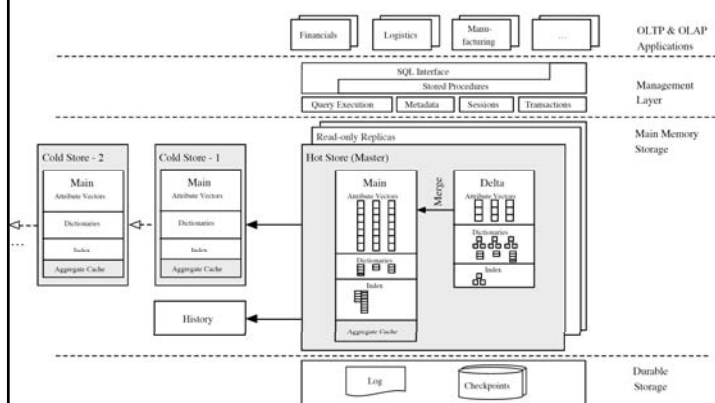 Financials
Logistics
Manu-
facturing
...
OLTP & OLAP
Applications
SQL Interface
Stored Procedures
Query Execution
Metadata
Sessions
Transactions
Management
Layer
Read-only Replicas
Main Memory
Storage
Cold Store - 2
Main
Attribute Vectors
Dictionaries
Index
Aggregate Cache
...
Cold Store - 1
Main
Attribute Vectors
Dictionaries
Index
Aggregate Cache
Hot Store (Master)
Main
Attribute Vectors
Dictionaries
Index
Aggregate Cache
Merge
Delta
Attribute Vectors
Dictionaries
Index
History
Log
Checkpoints
Durable
Storage